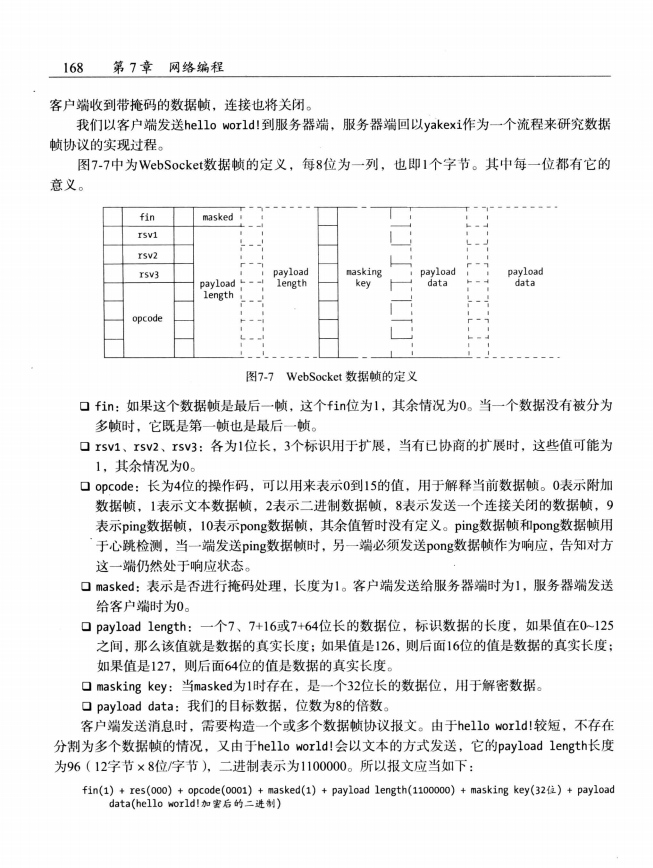 168 第 7 章 网络编程
客户端收到带掩码的数据帧，连接也将关闭。
我们以客户端发送hello world!到服务器端，服务器端回以yakexi作为一个流程来研究数据
帧协议的实现过程。
图7-7中为WebSocket数据帧的定义，每8位为一列，也即1个字节。其中每一位都有它的
意义。
fin
rsv1
rsv2
rsv3
opcode
masked
payload
length
payload
length
masking
key
payload
data
payload
data
图7-7 WebSocket 数据帧的定义
❑ fin：如果这个数据帧是最后一帧，这个fin位为1，其余情况为0。当一个数据没有被分为
多帧时，它既是第一帧也是最后一帧。
❑ rsv1、rsv2、rsv3：各为1位长，3个标识用于扩展，当有已协商的扩展时，这些值可能为
1，其余情况为0。
❑ opcode：长为4位的操作码，可以用来表示0到15的值，用于解释当前数据帧。0表示附加
数据帧，1表示文本数据帧，2表示二进制数据帧，8表示发送一个连接关闭的数据帧，9
表示ping数据帧，10表示pong数据帧，其余值暂时没有定义。ping数据帧和pong数据帧用
于心跳检测，当一端发送ping数据帧时，另一端必须发送pong数据帧作为响应，告知对方
这一端仍然处于响应状态。
❑ masked：表示是否进行掩码处理，长度为1。客户端发送给服务器端时为1，服务器端发送
给客户端时为0。
❑ payload length：一个7、7+16或7+64位长的数据位，标识数据的长度，如果值在0~125
之间，那么该值就是数据的真实长度；如果值是126，则后面16位的值是数据的真实长度；
如果值是127，则后面64位的值是数据的真实长度。
❑ masking key：当masked为1时存在，是一个32位长的数据位，用于解密数据。
❑ payload data：我们的目标数据，位数为8的倍数。
客户端发送消息时，需要构造一个或多个数据帧协议报文。由于hello world!较短，不存在
分割为多个数据帧的情况，又由于hello world!会以文本的方式发送，它的payload length长度
为96（12字节×8位/字节），二进制表示为1100000。所以报文应当如下：
fin(1) + res(000) + opcode(0001) + masked(1) + payload length(1100000) + masking key(32位) + payload
data(hello world!加密后的二进制)